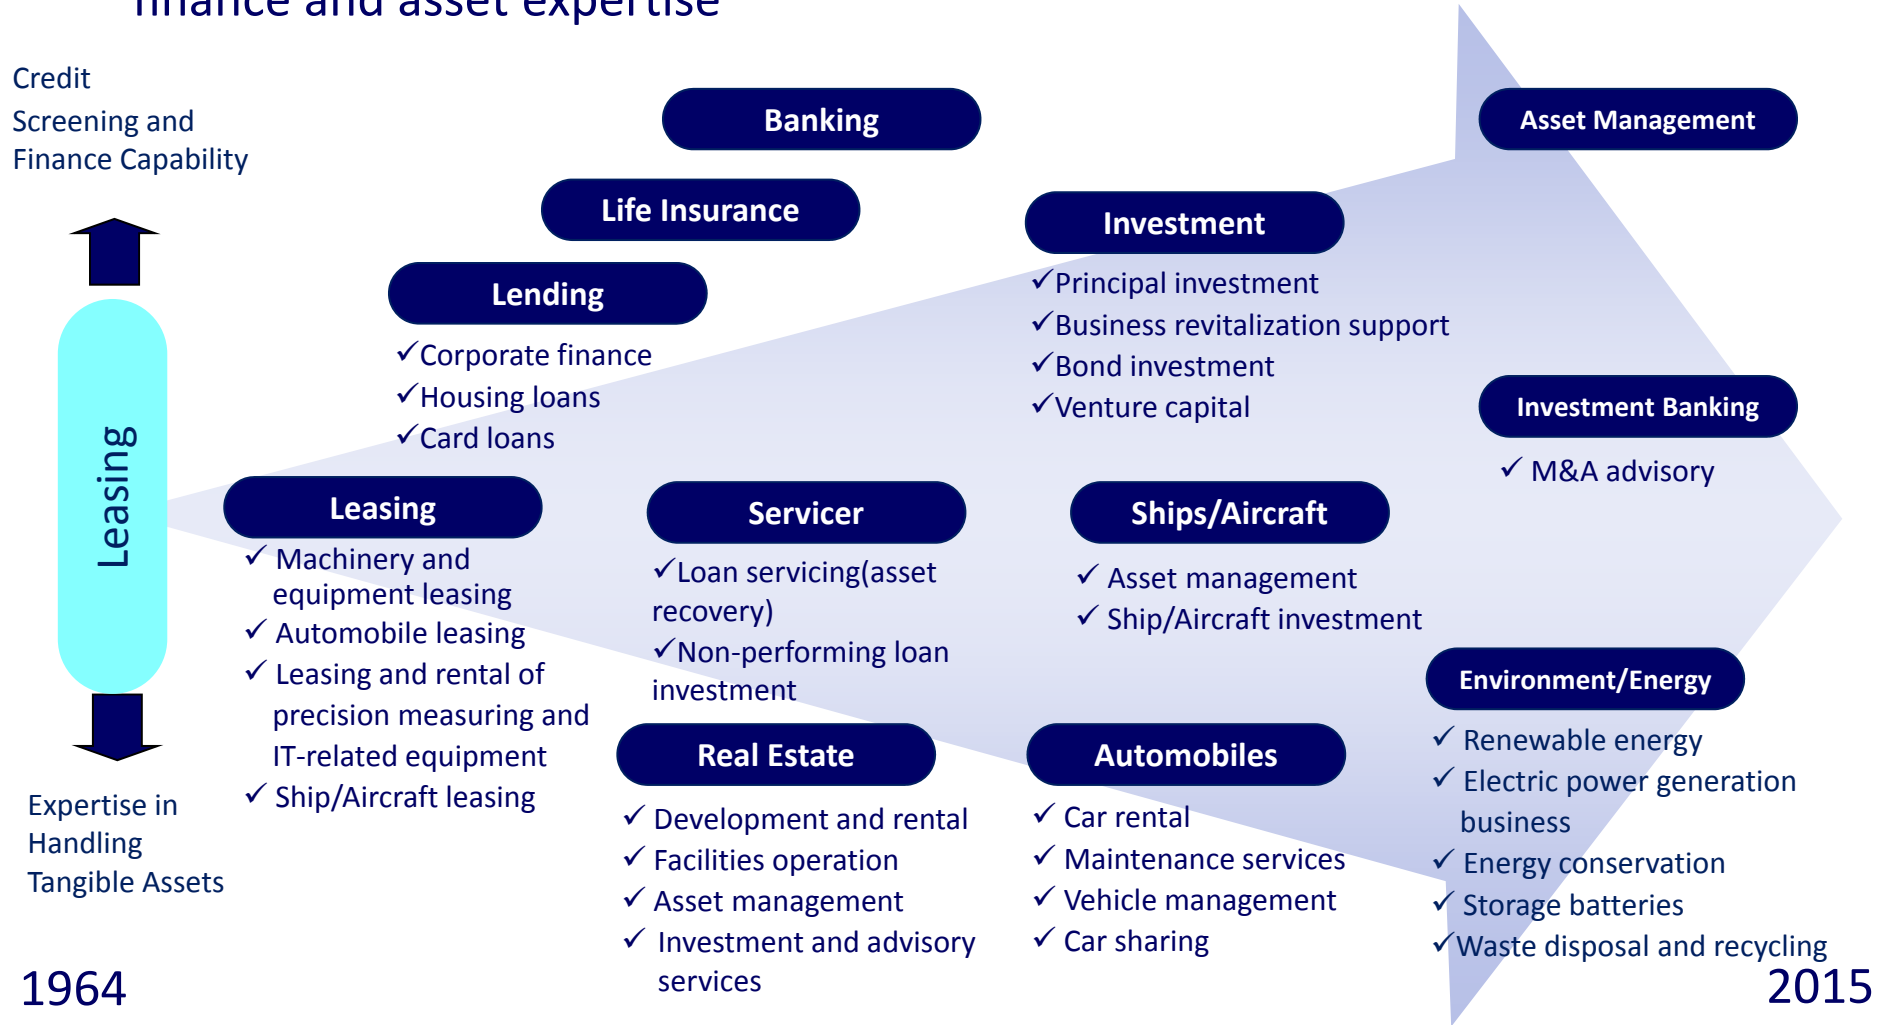 finance and asset expertise
Credit
Screening and
Finance Capability
Leasing
Expertise in
Handling
Tangible Assets
1964
Banking
Life Insurance
Lending
✓Corporate finance
✓Housing loans
✓Card loans
Leasing
✓ Machinery and
equipment leasing
✓ Automobile leasing
✓ Leasing and rental of
precision measuring and
IT-related equipment
✓ Ship/Aircraft leasing
Servicer
✓Loan servicing(asset
recovery)
✓Non-performing loan
investment
Real Estate
✓ Development and rental
✓ Facilities operation
✓ Asset management
✓ Investment and advisory
services
Investment
✓Principal investment
✓Business revitalization support
✓Bond investment
✓Venture capital
Ships/Aircraft
✓ Asset management
✓ Ship/Aircraft investment
Automobiles
✓ Car rental
✓ Maintenance services
✓ Vehicle management
✓ Car sharing
Asset Management
Investment Banking
✓ M&A advisory
Environment/Energy
✓ Renewable energy
✓ Electric power generation
business
✓ Energy conservation
✓ Storage batteries
✓Waste disposal and recycling
2015